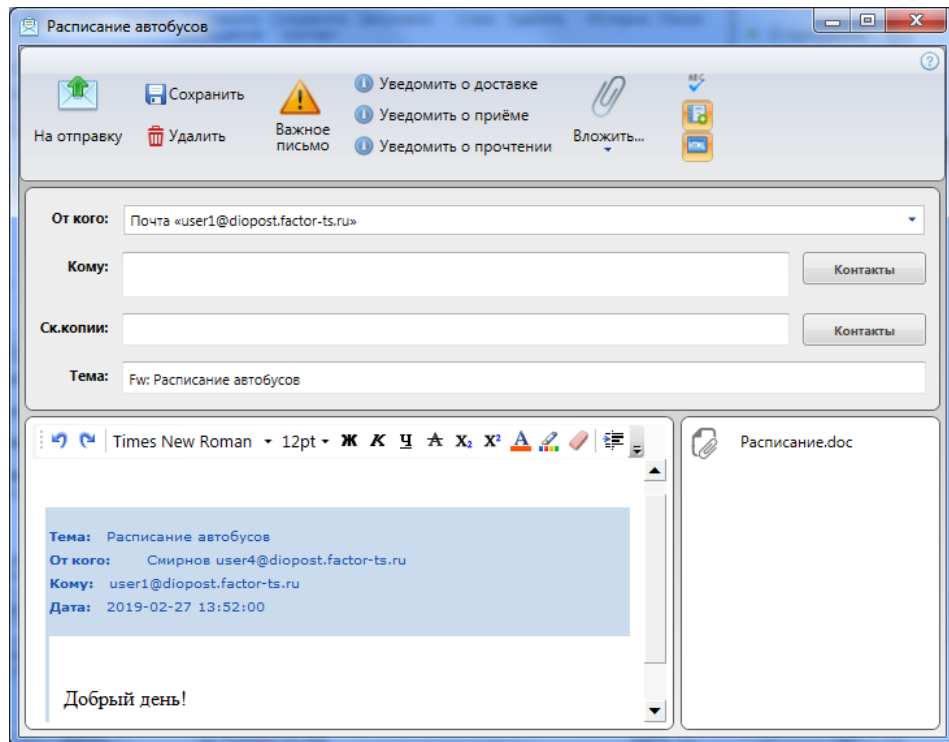 Расписание автобусов
На отправку
Сохранить
Удалить
Важное
письмо
Уведомить о доставке
Уведомить о приёме
Уведомить о прочтении
Вложить...
ABC
От кого: Почта «user1@diopost.factor-ts.ru»
Кому: Контакты
Ск.копии: Контакты
Тема: Fw: Расписание автобусов
Times New Roman 12pt Ж К Ч А X₂ X² А
Расписание.doc
Тема: Расписание автобусов
От кого: Смирнов user4@diopost.factor-ts.ru
Кому: user1@diopost.factor-ts.ru
Дата: 2019-02-27 13:52:00
Добрый день!